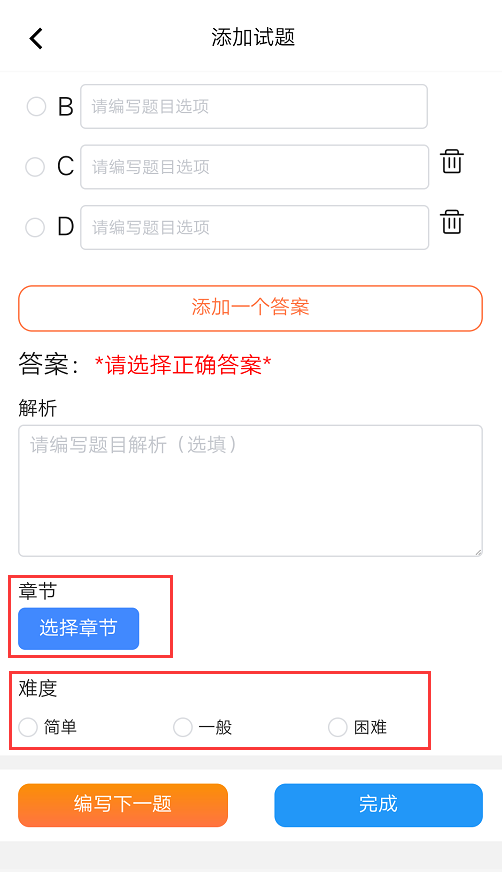 添加试题
B 请编写题目选项
C 请编写题目选项
D 请编写题目选项
添加一个答案
答案：*请选择正确答案*
解析
请编写题目解析（选填）
章节
选择章节
难度
简单 一般 困难
编写下一题 完成